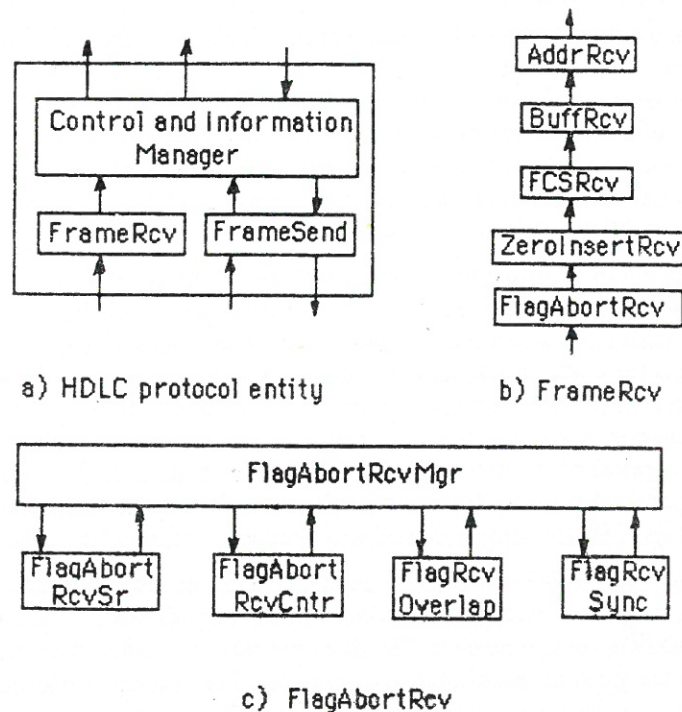 Control and Information
Manager
FrameRcv
FrameSend
a) HDLC protocol entity
AddrRcv
BuffRcv
FCSRcv
ZeroInsertRcv
FlagAbortRcv
b) FrameRcv
FlagAbortRcvMgr
FlagAbort
RcvSr
FlagAbort
RcvCntr
FlagRcv
Overlap
FlagRcv
Sync
c) FlagAbortRcv